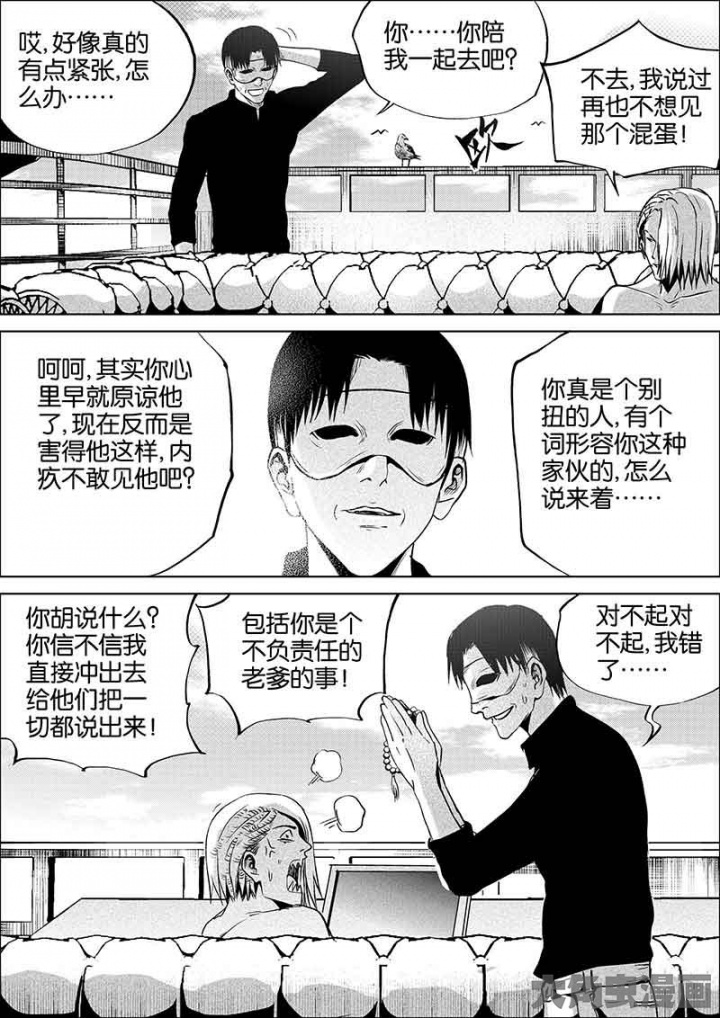 哎，好像真的
有点紧张，怎
么办……
你……你陪
我一起去吧？
不去，我说过
再也不想见
那个混蛋！
欧
呵呵，其实你心
里早就原谅他
了，现在反而是
害得他这样，内
疚不敢见他吧？
你真是个别
扭的人，有个
词形容你这种
家伙的，怎么
说来着……
你胡说什么？
你信不信我
直接冲出去
给他们把一
切都说出来！
包括你是个
不负责任的
老爹的事！
对不起对
不起，我错
了……
漫画